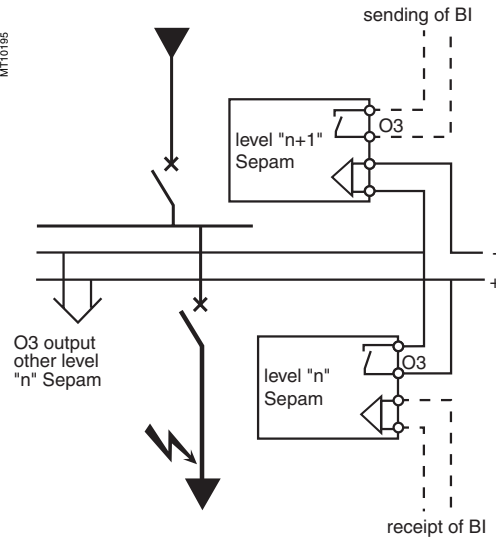 MT10195
sending of BI
O3
level "n+1"
Sepam
-
+
O3 output
other level
"n" Sepam
O3
level "n"
Sepam
receipt of BI